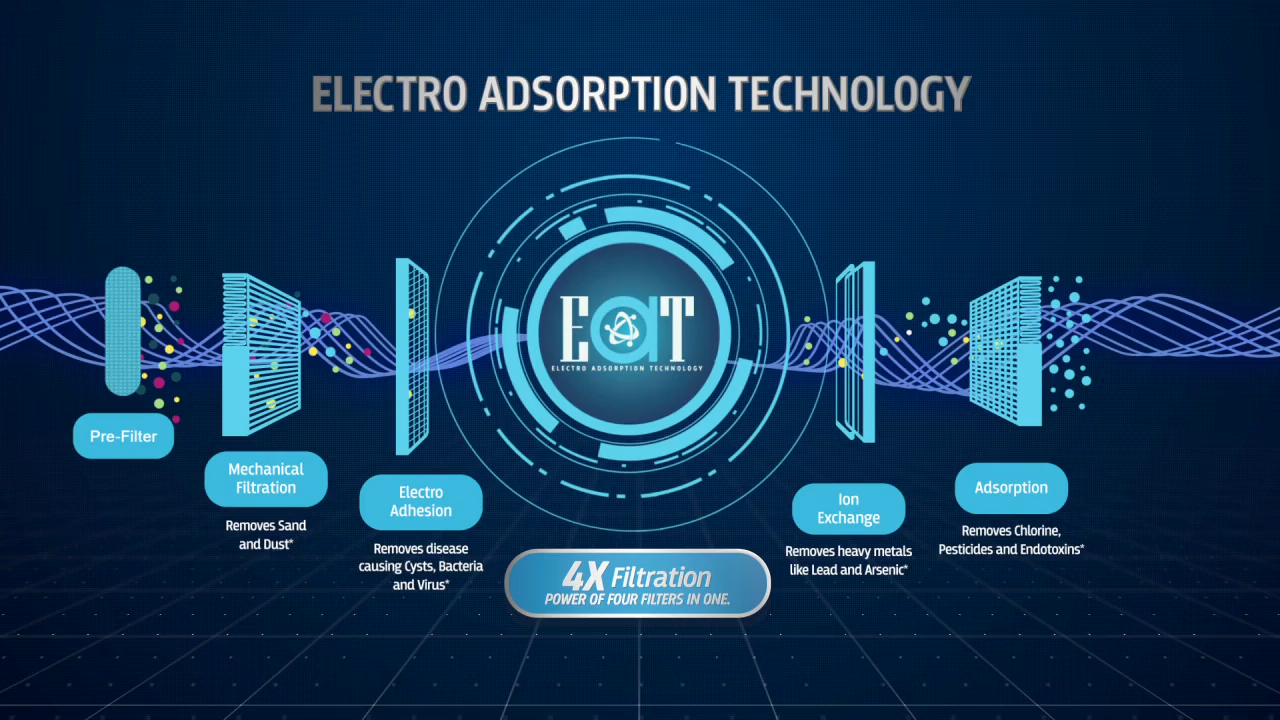 ELECTRO ADSORPTION TECHNOLOGY
EaT
ELECTRO ADSORPTION TECHNOLOGY
Pre-Filter
Mechanical
Filtration
Removes Sand
and Dust*
Electro
Adhesion
Removes disease
causing Cysts, Bacteria
and Virus*
4X Filtration
POWER OF FOUR FILTERS IN ONE.
Ion
Exchange
Removes heavy metals
like Lead and Arsenic*
Adsorption
Removes Chlorine,
Pesticides and Endotoxins*